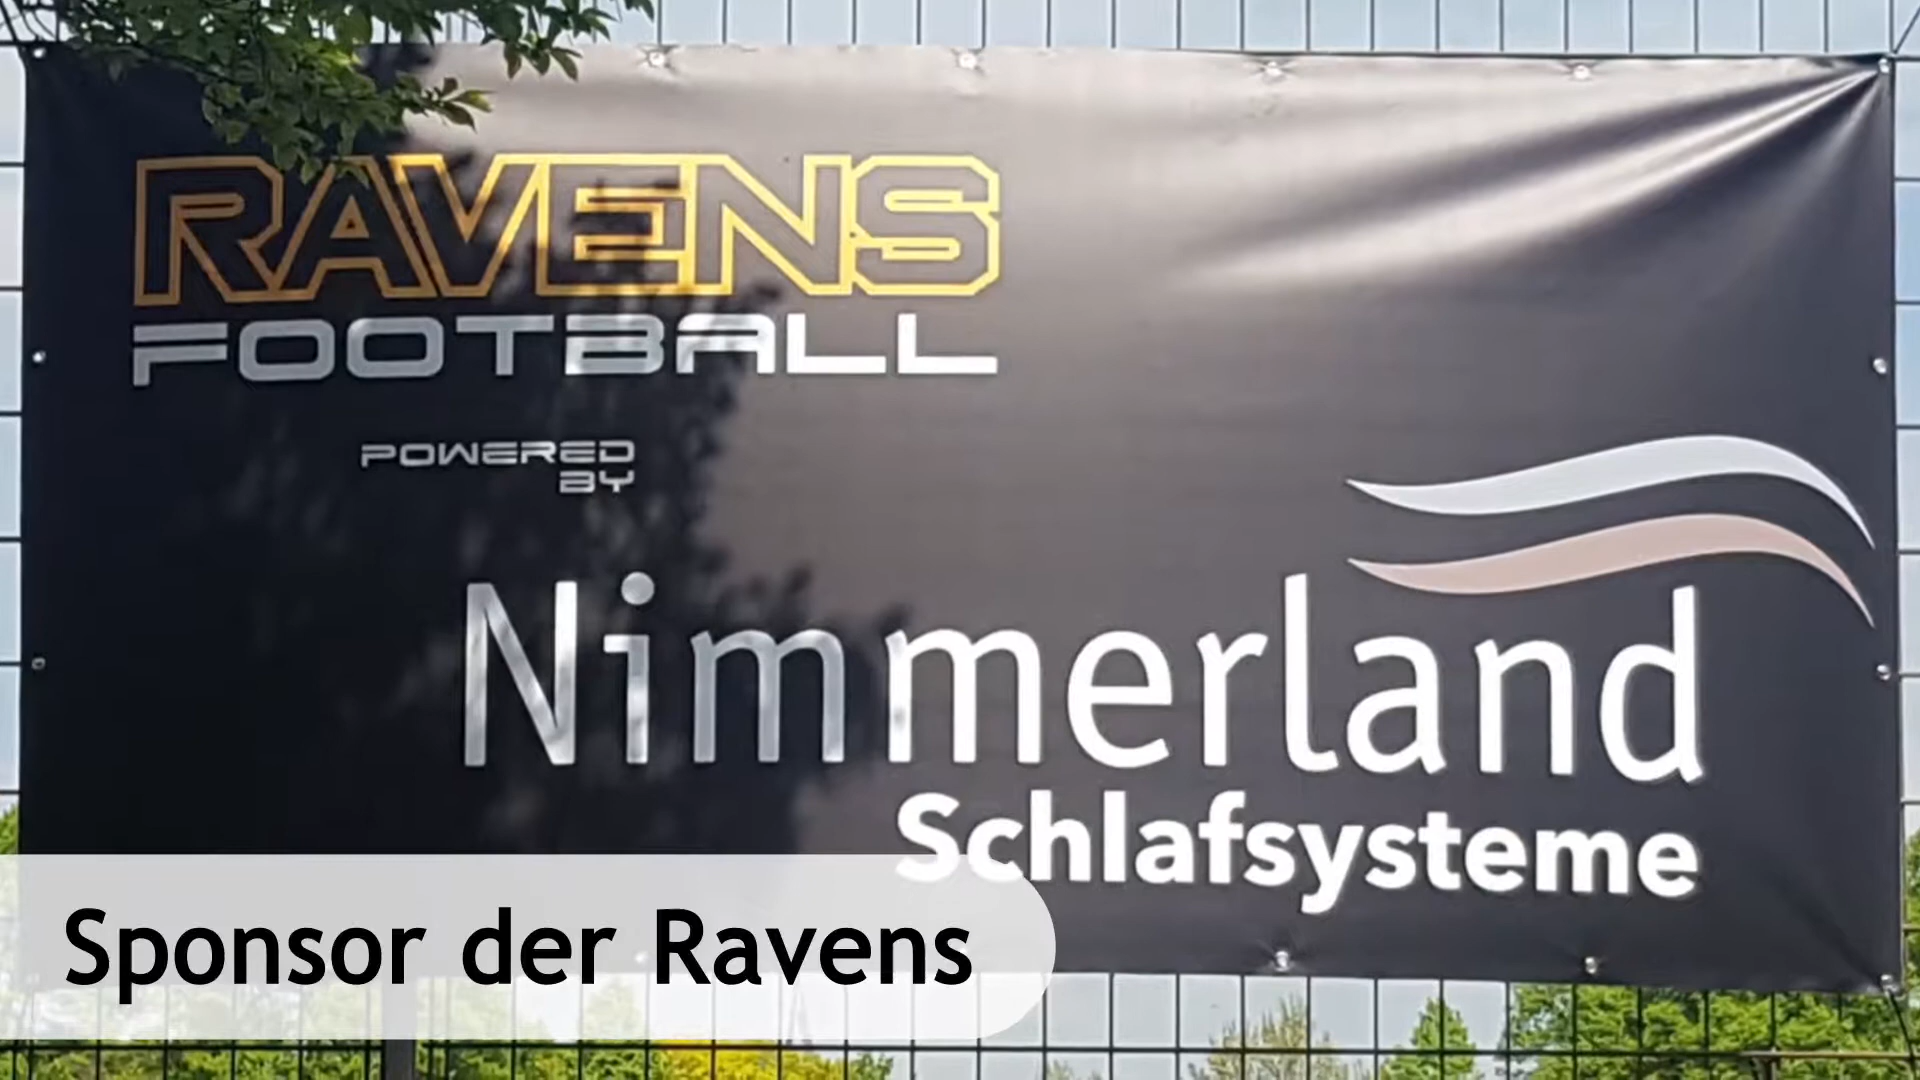 RAVENS
FOOTBALL
POWERED
BY
Nimmerland
Schlafsysteme
Sponsor der Ravens